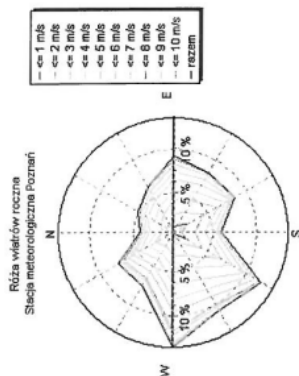 Róża wiatrów roczna
Stacja meteorologiczna Poznań
N
W
E
S
10 %
5 %
5 %
10 %
<= 1 m/s
<= 2 m/s
<= 3 m/s
<= 4 m/s
<= 5 m/s
<= 6 m/s
<= 7 m/s
<= 8 m/s
<= 9 m/s
<= 10 m/s
razem